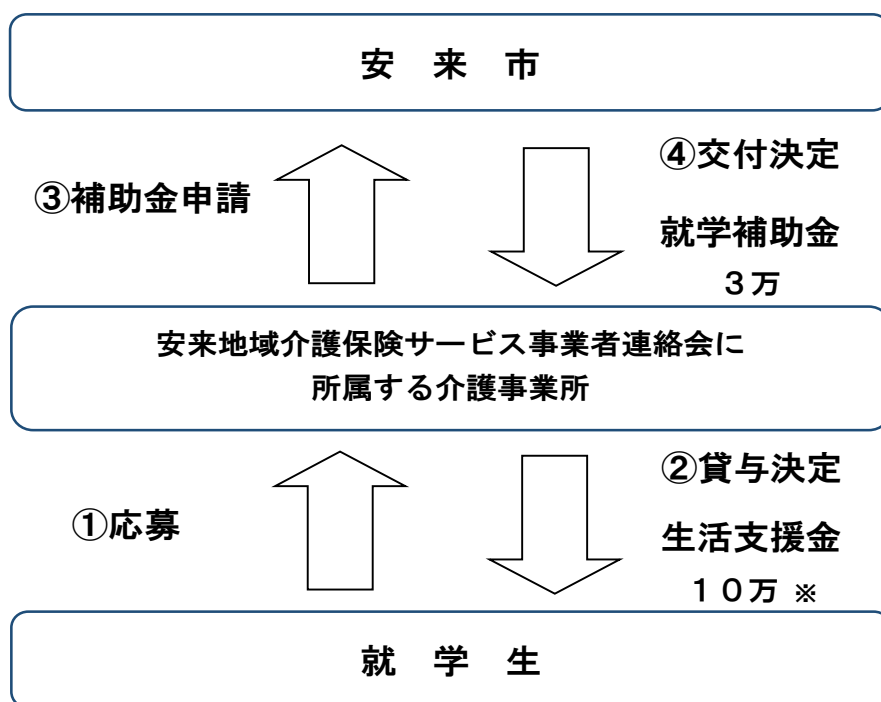 安 来 市
③補助金申請
④交付決定
就学補助金
３万
安来地域介護保険サービス事業者連絡会に
所属する介護事業所
①応募
②貸与決定
生活支援金
１０万 ※
就 学 生